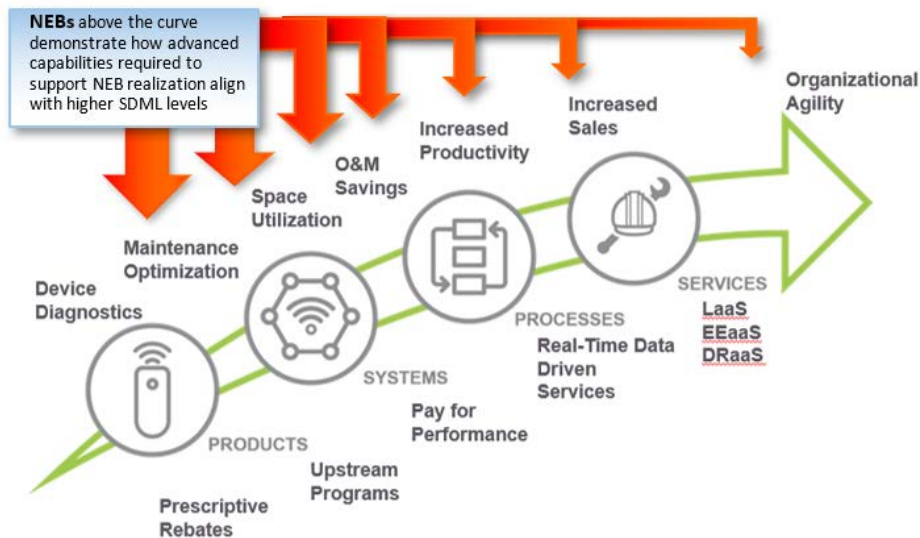 NEBs above the curve
demonstrate how advanced
capabilities required to
support NEB realization align
with higher SDML levels
Organizational
Agility
Increased
Sales
Increased
Productivity
O&M
Savings
Space
Utilization
Maintenance
Optimization
Device
Diagnostics
SERVICES
LaaS
EEaaS
DRaaS
PROCESSES
Real-Time Data
Driven
Services
SYSTEMS
Pay for
Performance
PRODUCTS
Upstream
Programs
Prescriptive
Rebates